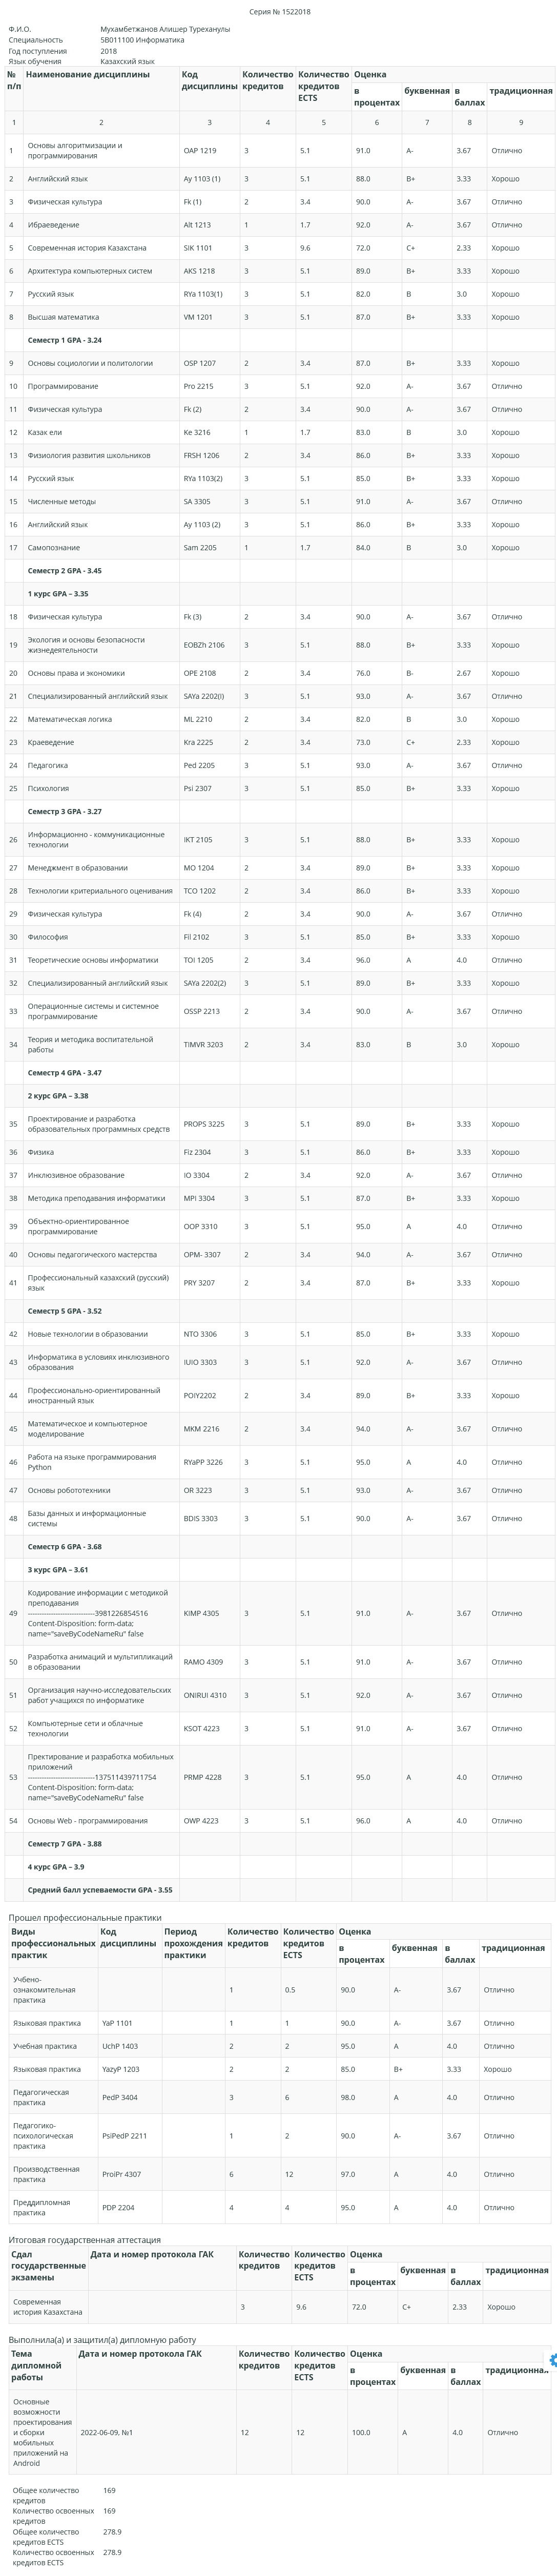 Серия № 1522018
Ф.И.О. Мухамбетжанов Алишер Туреханулы
Специальность 5B011100 Информатика
Год поступления 2018
Язык обучения Казахский язык
№ п/п Наименование дисциплины Код дисциплины Количество кредитов Количество кредитов ECTS Оценка
в процентах буквенная в баллах традиционная
1 2 3 4 5 6 7 8 9
1 Основы алгоритмизации и программирования OAP 1219 3 5.1 91.0 A- 3.67 Отлично
2 Английский язык Ay 1103 (1) 3 5.1 88.0 B+ 3.33 Хорошо
3 Физическая культура Fk (1) 2 3.4 90.0 A- 3.67 Отлично
4 Ибраеведение Alt 1213 1 1.7 92.0 A- 3.67 Отлично
5 Современная история Казахстана SIK 1101 3 9.6 72.0 C+ 2.33 Хорошо
6 Архитектура компьютерных систем AKS 1218 3 5.1 89.0 B+ 3.33 Хорошо
7 Русский язык RYa 1103(1) 3 5.1 82.0 B 3.0 Хорошо
8 Высшая математика VM 1201 3 5.1 87.0 B+ 3.33 Хорошо
Семестр 1 GPA - 3.24
9 Основы социологии и политологии OSP 1207 2 3.4 87.0 B+ 3.33 Хорошо
10 Программирование Pro 2215 3 5.1 92.0 A- 3.67 Отлично
11 Физическая культура Fk (2) 2 3.4 90.0 A- 3.67 Отлично
12 Казак ели Ke 3216 1 1.7 83.0 B 3.0 Хорошо
13 Физиология развития школьников FRSH 1206 2 3.4 86.0 B+ 3.33 Хорошо
14 Русский язык RYa 1103(2) 3 5.1 85.0 B+ 3.33 Хорошо
15 Численные методы SA 3305 3 5.1 91.0 A- 3.67 Отлично
16 Английский язык Ay 1103 (2) 3 5.1 86.0 B+ 3.33 Хорошо
17 Самопознание Sam 2205 1 1.7 84.0 B 3.0 Хорошо
Семестр 2 GPA - 3.45
1 курс GPA – 3.35
18 Физическая культура Fk (3) 2 3.4 90.0 A- 3.67 Отлично
19 Экология и основы безопасности жизнедеятельности EOBZh 2106 3 5.1 88.0 B+ 3.33 Хорошо
20 Основы права и экономики OPE 2108 2 3.4 76.0 B- 2.67 Хорошо
21 Специализированный английский язык SAYa 2202(I) 3 5.1 93.0 A- 3.67 Отлично
22 Математическая логика ML 2210 2 3.4 82.0 B 3.0 Хорошо
23 Краеведение Kra 2225 2 3.4 73.0 C+ 2.33 Хорошо
24 Педагогика Ped 2205 3 5.1 93.0 A- 3.67 Отлично
25 Психология Psi 2307 3 5.1 85.0 B+ 3.33 Хорошо
Семестр 3 GPA - 3.27
26 Информационно - коммуникационные технологии IKT 2105 3 5.1 88.0 B+ 3.33 Хорошо
27 Менеджмент в образовании MO 1204 2 3.4 89.0 B+ 3.33 Хорошо
28 Технологии критериального оценивания TCO 1202 2 3.4 86.0 B+ 3.33 Хорошо
29 Физическая культура Fk (4) 2 3.4 90.0 A- 3.67 Отлично
30 Философия Fil 2102 3 5.1 85.0 B+ 3.33 Хорошо
31 Теоретические основы информатики TOI 1205 2 3.4 96.0 A 4.0 Отлично
32 Специализированный английский язык SAYa 2202(2) 3 5.1 89.0 B+ 3.33 Хорошо
33 Операционные системы и системное программирование OSSP 2213 2 3.4 90.0 A- 3.67 Отлично
34 Теория и методика воспитательной работы TIMVR 3203 2 3.4 83.0 B 3.0 Хорошо
Семестр 4 GPA - 3.47
2 курс GPA – 3.38
35 Проектирование и разработка образовательных программных средств PROPS 3225 3 5.1 89.0 B+ 3.33 Хорошо
36 Физика Fiz 2304 3 5.1 86.0 B+ 3.33 Хорошо
37 Инклюзивное образование IO 3304 2 3.4 92.0 A- 3.67 Отлично
38 Методика преподавания информатики MPI 3304 3 5.1 87.0 B+ 3.33 Хорошо
39 Объектно-ориентированное программирование OOP 3310 3 5.1 95.0 A 4.0 Отлично
40 Основы педагогического мастерства OPM- 3307 2 3.4 94.0 A- 3.67 Отлично
41 Профессиональный казахский (русский) язык PRY 3207 2 3.4 87.0 B+ 3.33 Хорошо
Семестр 5 GPA - 3.52
42 Новые технологии в образовании NTO 3306 3 5.1 85.0 B+ 3.33 Хорошо
43 Информатика в условиях инклюзивного образования IUIO 3303 3 5.1 92.0 A- 3.67 Отлично
44 Профессионально-ориентированный иностранный язык POIY2202 2 3.4 89.0 B+ 3.33 Хорошо
45 Математическое и компьютерное моделирование MKM 2216 2 3.4 94.0 A- 3.67 Отлично
46 Работа на языке программирования Python RYaPP 3226 3 5.1 95.0 A 4.0 Отлично
47 Основы робототехники OR 3223 3 5.1 93.0 A- 3.67 Отлично
48 Базы данных и информационные системы BDIS 3303 3 5.1 90.0 A- 3.67 Отлично
Семестр 6 GPA - 3.68
3 курс GPA – 3.61
49 Кодирование информации с методикой преподавания -----------------------------3981226854516 Content-Disposition: form-data; name="saveByCodeNameRu" false KIMP 4305 3 5.1 91.0 A- 3.67 Отлично
50 Разработка анимаций и мультипликаций в образовании RAMO 4309 3 5.1 91.0 A- 3.67 Отлично
51 Организация научно-исследовательских работ учащихся по информатике ONIRUI 4310 3 5.1 92.0 A- 3.67 Отлично
52 Компьютерные сети и облачные технологии KSOT 4223 3 5.1 91.0 A- 3.67 Отлично
53 Пректирование и разработка мобильных приложений -----------------------------137511439711754 Content-Disposition: form-data; name="saveByCodeNameRu" false PRMP 4228 3 5.1 95.0 A 4.0 Отлично
54 Основы Web - программирования OWP 4223 3 5.1 96.0 A 4.0 Отлично
Семестр 7 GPA - 3.88
4 курс GPA – 3.9
Средний балл успеваемости GPA - 3.55
Прошел профессиональные практики
Виды профессиональных практик Код дисциплины Период прохождения практики Количество кредитов Количество кредитов ECTS Оценка
в процентах буквенная в баллах традиционная
Учбено-ознакомительная практика 1 0.5 90.0 A- 3.67 Отлично
Языковая практика YaP 1101 1 1 90.0 A- 3.67 Отлично
Учебная практика UchP 1403 2 2 95.0 A 4.0 Отлично
Языковая практика YazyP 1203 2 2 85.0 B+ 3.33 Хорошо
Педагогическая практика PedP 3404 3 6 98.0 A 4.0 Отлично
Педагогико-психологическая практика PsiPedP 2211 1 2 90.0 A- 3.67 Отлично
Производственная практика ProiPr 4307 6 12 97.0 A 4.0 Отлично
Преддипломная практика PDP 2204 4 4 95.0 A 4.0 Отлично
Итоговая государственная аттестация
Сдал государственные экзамены Дата и номер протокола ГАК Количество кредитов Количество кредитов ECTS Оценка
в процентах буквенная в баллах традиционная
Современная история Казахстана 3 9.6 72.0 C+ 2.33 Хорошо
Выполнила(а) и защитил(а) дипломную работу
Тема дипломной работы Дата и номер протокола ГАК Количество кредитов Количество кредитов ECTS Оценка
в процентах буквенная в баллах традиционная
Основные возможности проектирования и сборки мобильных приложений на Android 2022-06-09, №1 12 12 100.0 A 4.0 Отлично
Общее количество кредитов 169
Количество освоенных кредитов 169
Общее количество кредитов ECTS 278.9
Количество освоенных кредитов ECTS 278.9